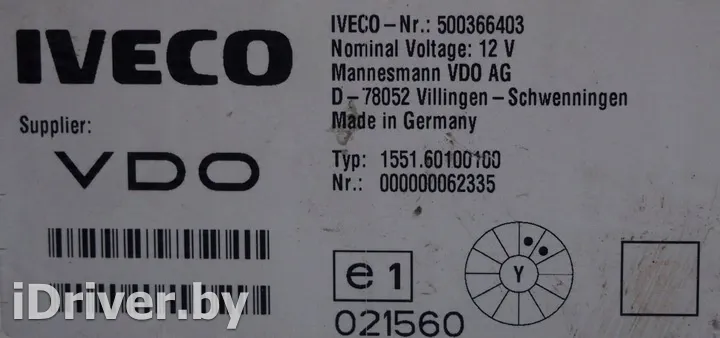 IVECO
Supplier:
VDO
IVECO-Nr.: 500366403
Nominal Voltage: 12 V
Mannesmann VDO AG
D-78052 Villingen-Schwenningen
Made in Germany
Typ: 1551.60100100
Nr.: 000000062335
e1
021560
Y
iDriver.by